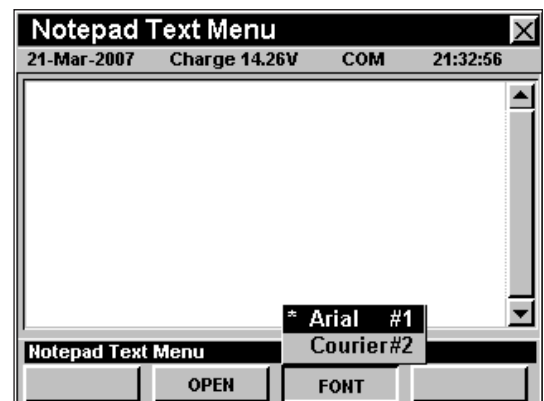 Notepad Text Menu
21-Mar-2007 Charge 14.26V COM 21:32:56
* Arial #1
Courier#2
Notepad Text Menu
OPEN FONT